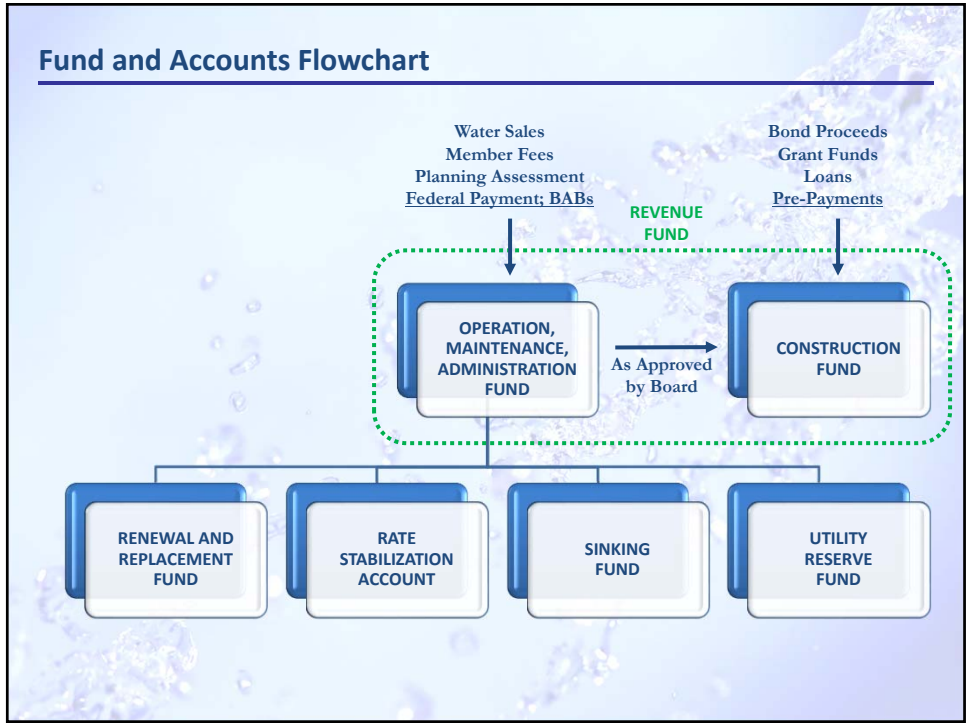 Fund and Accounts Flowchart
Water Sales
Member Fees
Planning Assessment
Federal Payment; BABs
Bond Proceeds
Grant Funds
Loans
Pre-Payments
REVENUE
FUND
OPERATION,
MAINTENANCE,
ADMINISTRATION
FUND
As Approved
by Board
CONSTRUCTION
FUND
RENEWAL AND
REPLACEMENT
FUND
RATE
STABILIZATION
ACCOUNT
SINKING
FUND
UTILITY
RESERVE
FUND